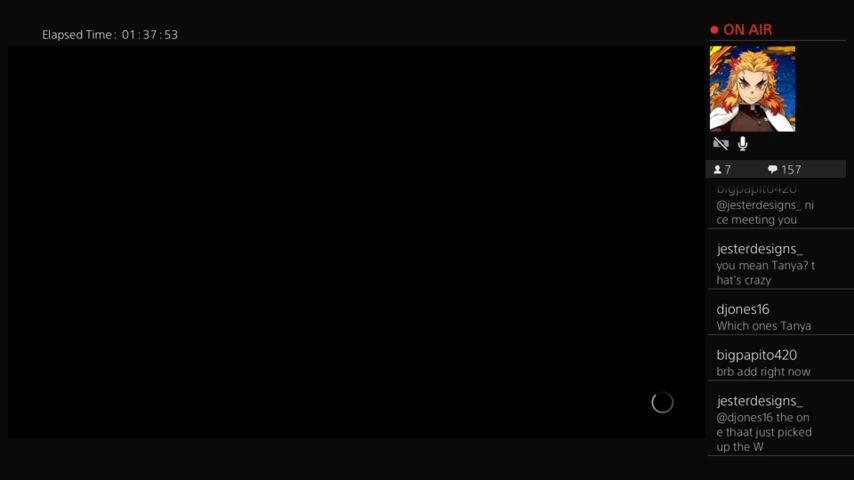 Elapsed Time: 01:37:53
ON AIR
7 157
bigpapito420
@jesterdesigns_ ni
ce meeting you
jesterdesigns_
you mean Tanya? t
hat's crazy
djones16
Which ones Tanya
bigpapito420
brb add right now
jesterdesigns_
@djones16 the on
e thaat just picked
up the W